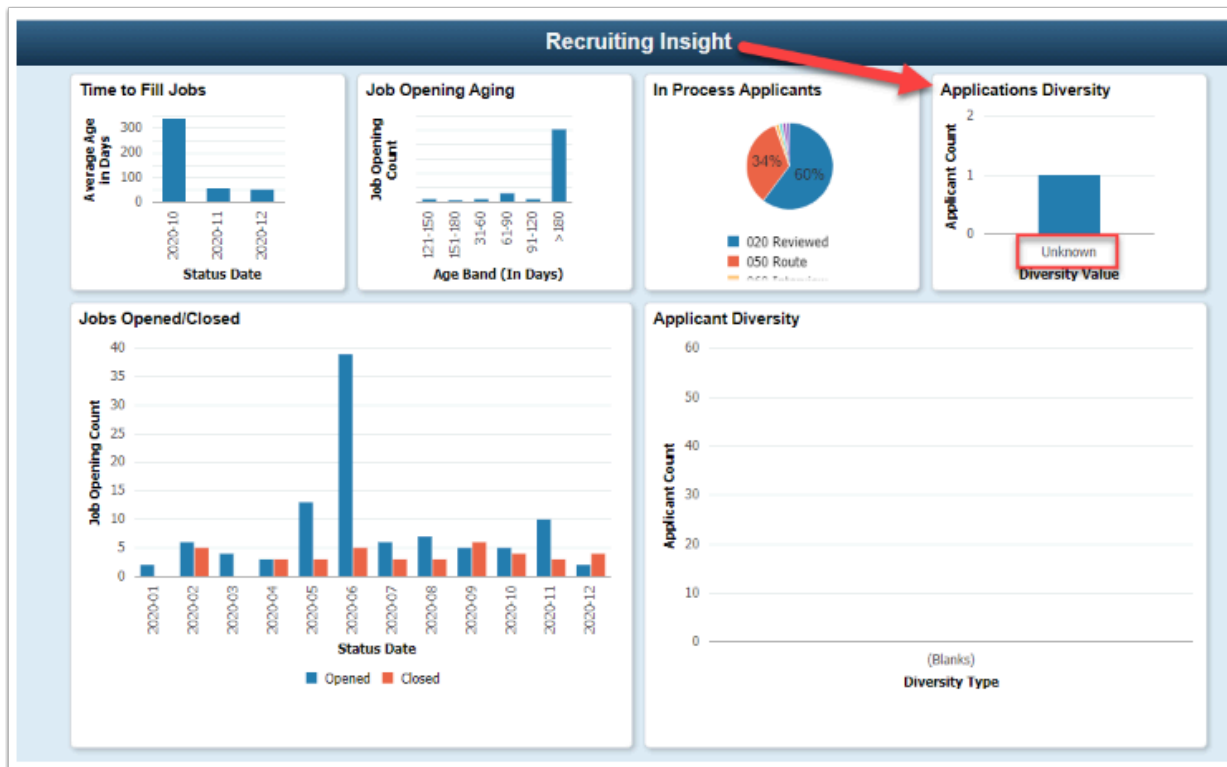 Recruiting Insight
Time to Fill Jobs
Average Age
in Days
300
200
100
0
2020-10
2020-11
2020-12
Status Date
Job Opening Aging
Job Opening
Count
121-150
151-180
31-60
61-90
91-120
>180
Age Band (In Days)
In Process Applicants
34%
60%
020 Reviewed
050 Route
060 Interview
Applications Diversity
Applicant Count
2
1
0
Unknown
Diversity Value
Jobs Opened/Closed
Job Opening Count
40
35
30
25
20
15
10
5
0
2020-01
2020-02
2020-03
2020-04
2020-05
2020-06
2020-07
2020-08
2020-09
2020-10
2020-11
2020-12
Status Date
Opened Closed
Applicant Diversity
Applicant Count
60
50
40
30
20
10
0
(Blanks)
Diversity Type